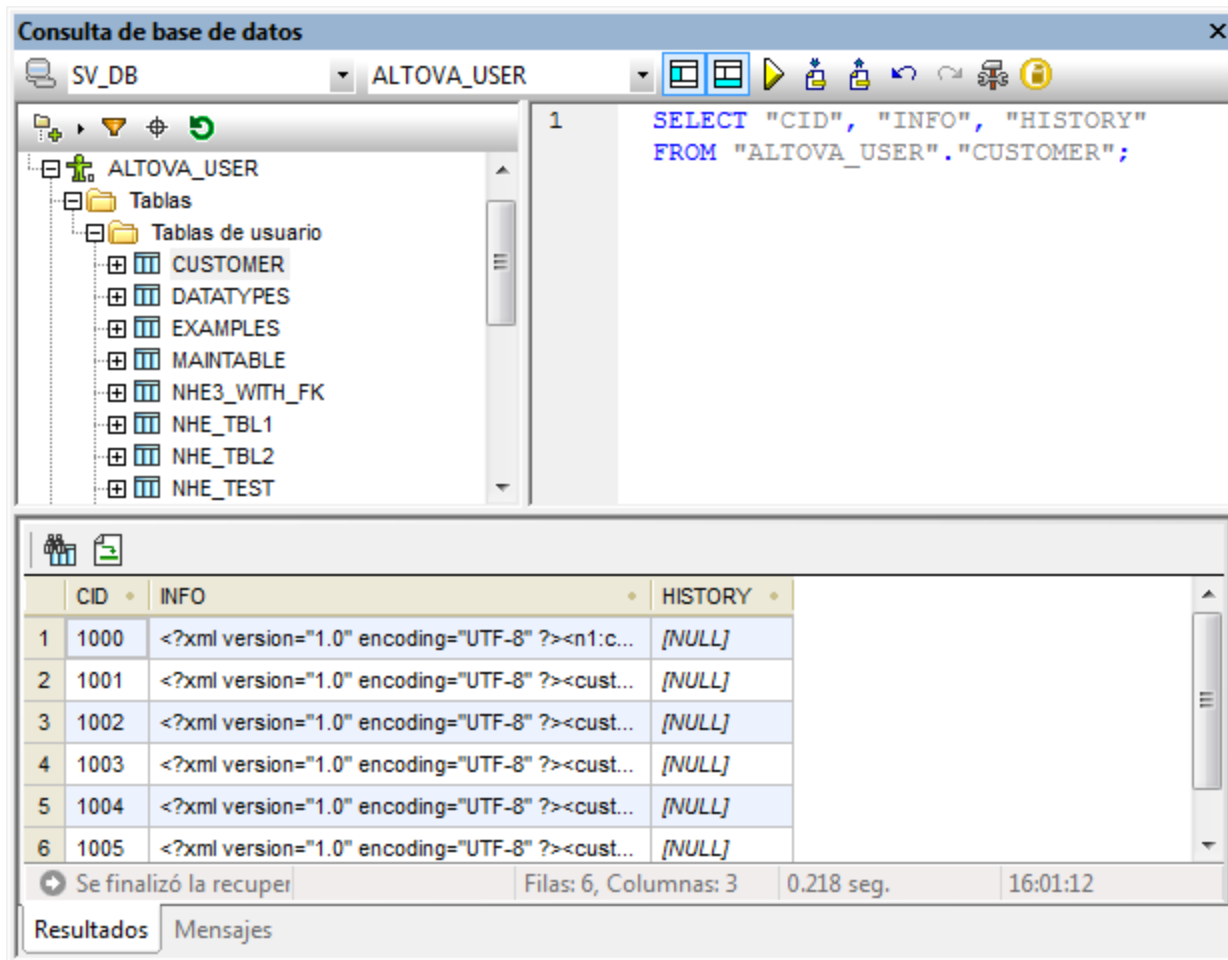 Consulta de base de datos
SV_DB ALTOVA_USER
ALTOVA_USER
Tablas
Tablas de usuario
CUSTOMER
DATATYPES
EXAMPLES
MAINTABLE
NHE3_WITH_FK
NHE_TBL1
NHE_TBL2
NHE_TEST
1 SELECT "CID", "INFO", "HISTORY"
FROM "ALTOVA_USER"."CUSTOMER";
CID INFO HISTORY
1 1000 <?xml version="1.0" encoding="UTF-8" ?><n1:c... [NULL]
2 1001 <?xml version="1.0" encoding="UTF-8" ?><cust... [NULL]
3 1002 <?xml version="1.0" encoding="UTF-8" ?><cust... [NULL]
4 1003 <?xml version="1.0" encoding="UTF-8" ?><cust... [NULL]
5 1004 <?xml version="1.0" encoding="UTF-8" ?><cust... [NULL]
6 1005 <?xml version="1.0" encoding="UTF-8" ?><cust... [NULL]
Se finalizó la recuper Filas: 6, Columnas: 3 0.218 seg. 16:01:12
Resultados Mensajes